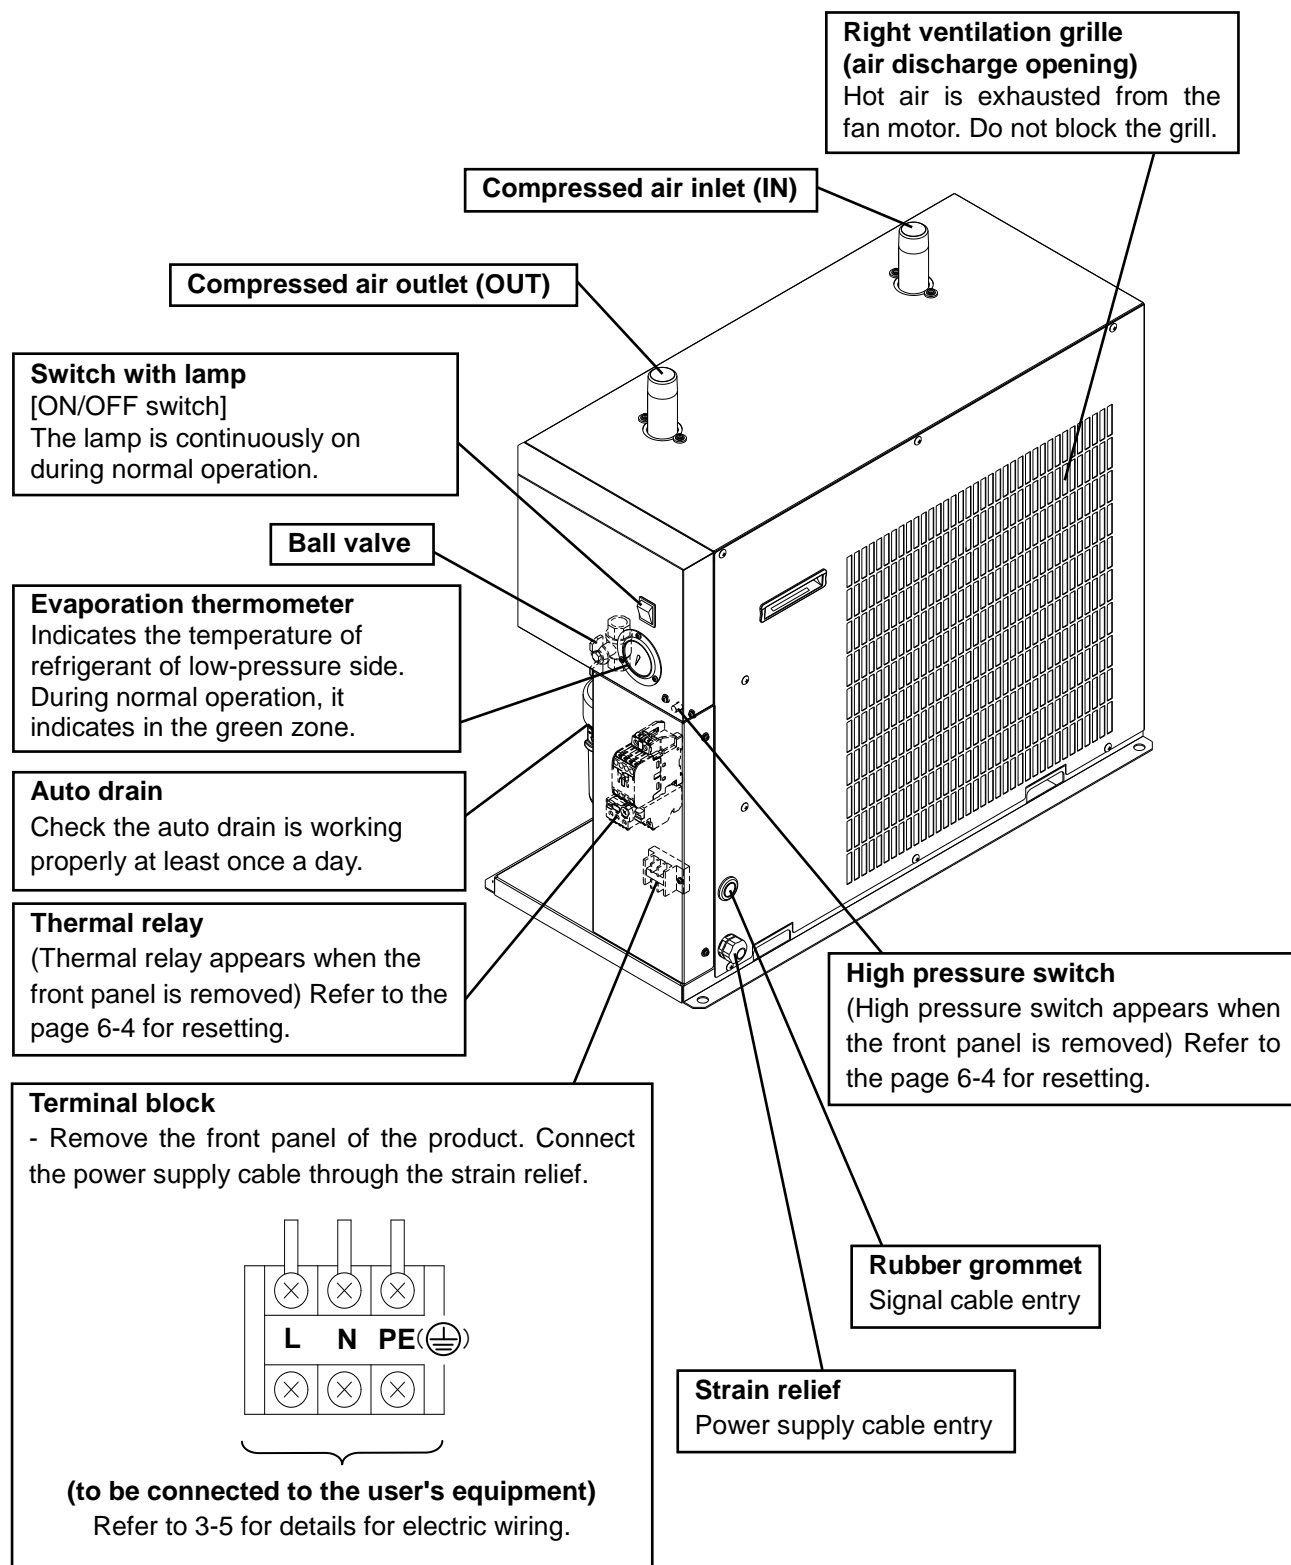 Right ventilation grille
(air discharge opening)
Hot air is exhausted from the
fan motor. Do not block the grill.
Compressed air inlet (IN)
Compressed air outlet (OUT)
Switch with lamp
[ON/OFF switch]
The lamp is continuously on
during normal operation.
Ball valve
Evaporation thermometer
Indicates the temperature of
refrigerant of low-pressure side.
During normal operation, it
indicates in the green zone.
Auto drain
Check the auto drain is working
properly at least once a day.
Thermal relay
(Thermal relay appears when the
front panel is removed) Refer to the
page 6-4 for resetting.
High pressure switch
(High pressure switch appears when
the front panel is removed) Refer to
the page 6-4 for resetting.
Terminal block
- Remove the front panel of the product. Connect
the power supply cable through the strain relief.
L N PE
(to be connected to the user's equipment)
Refer to 3-5 for details for electric wiring.
Rubber grommet
Signal cable entry
Strain relief
Power supply cable entry